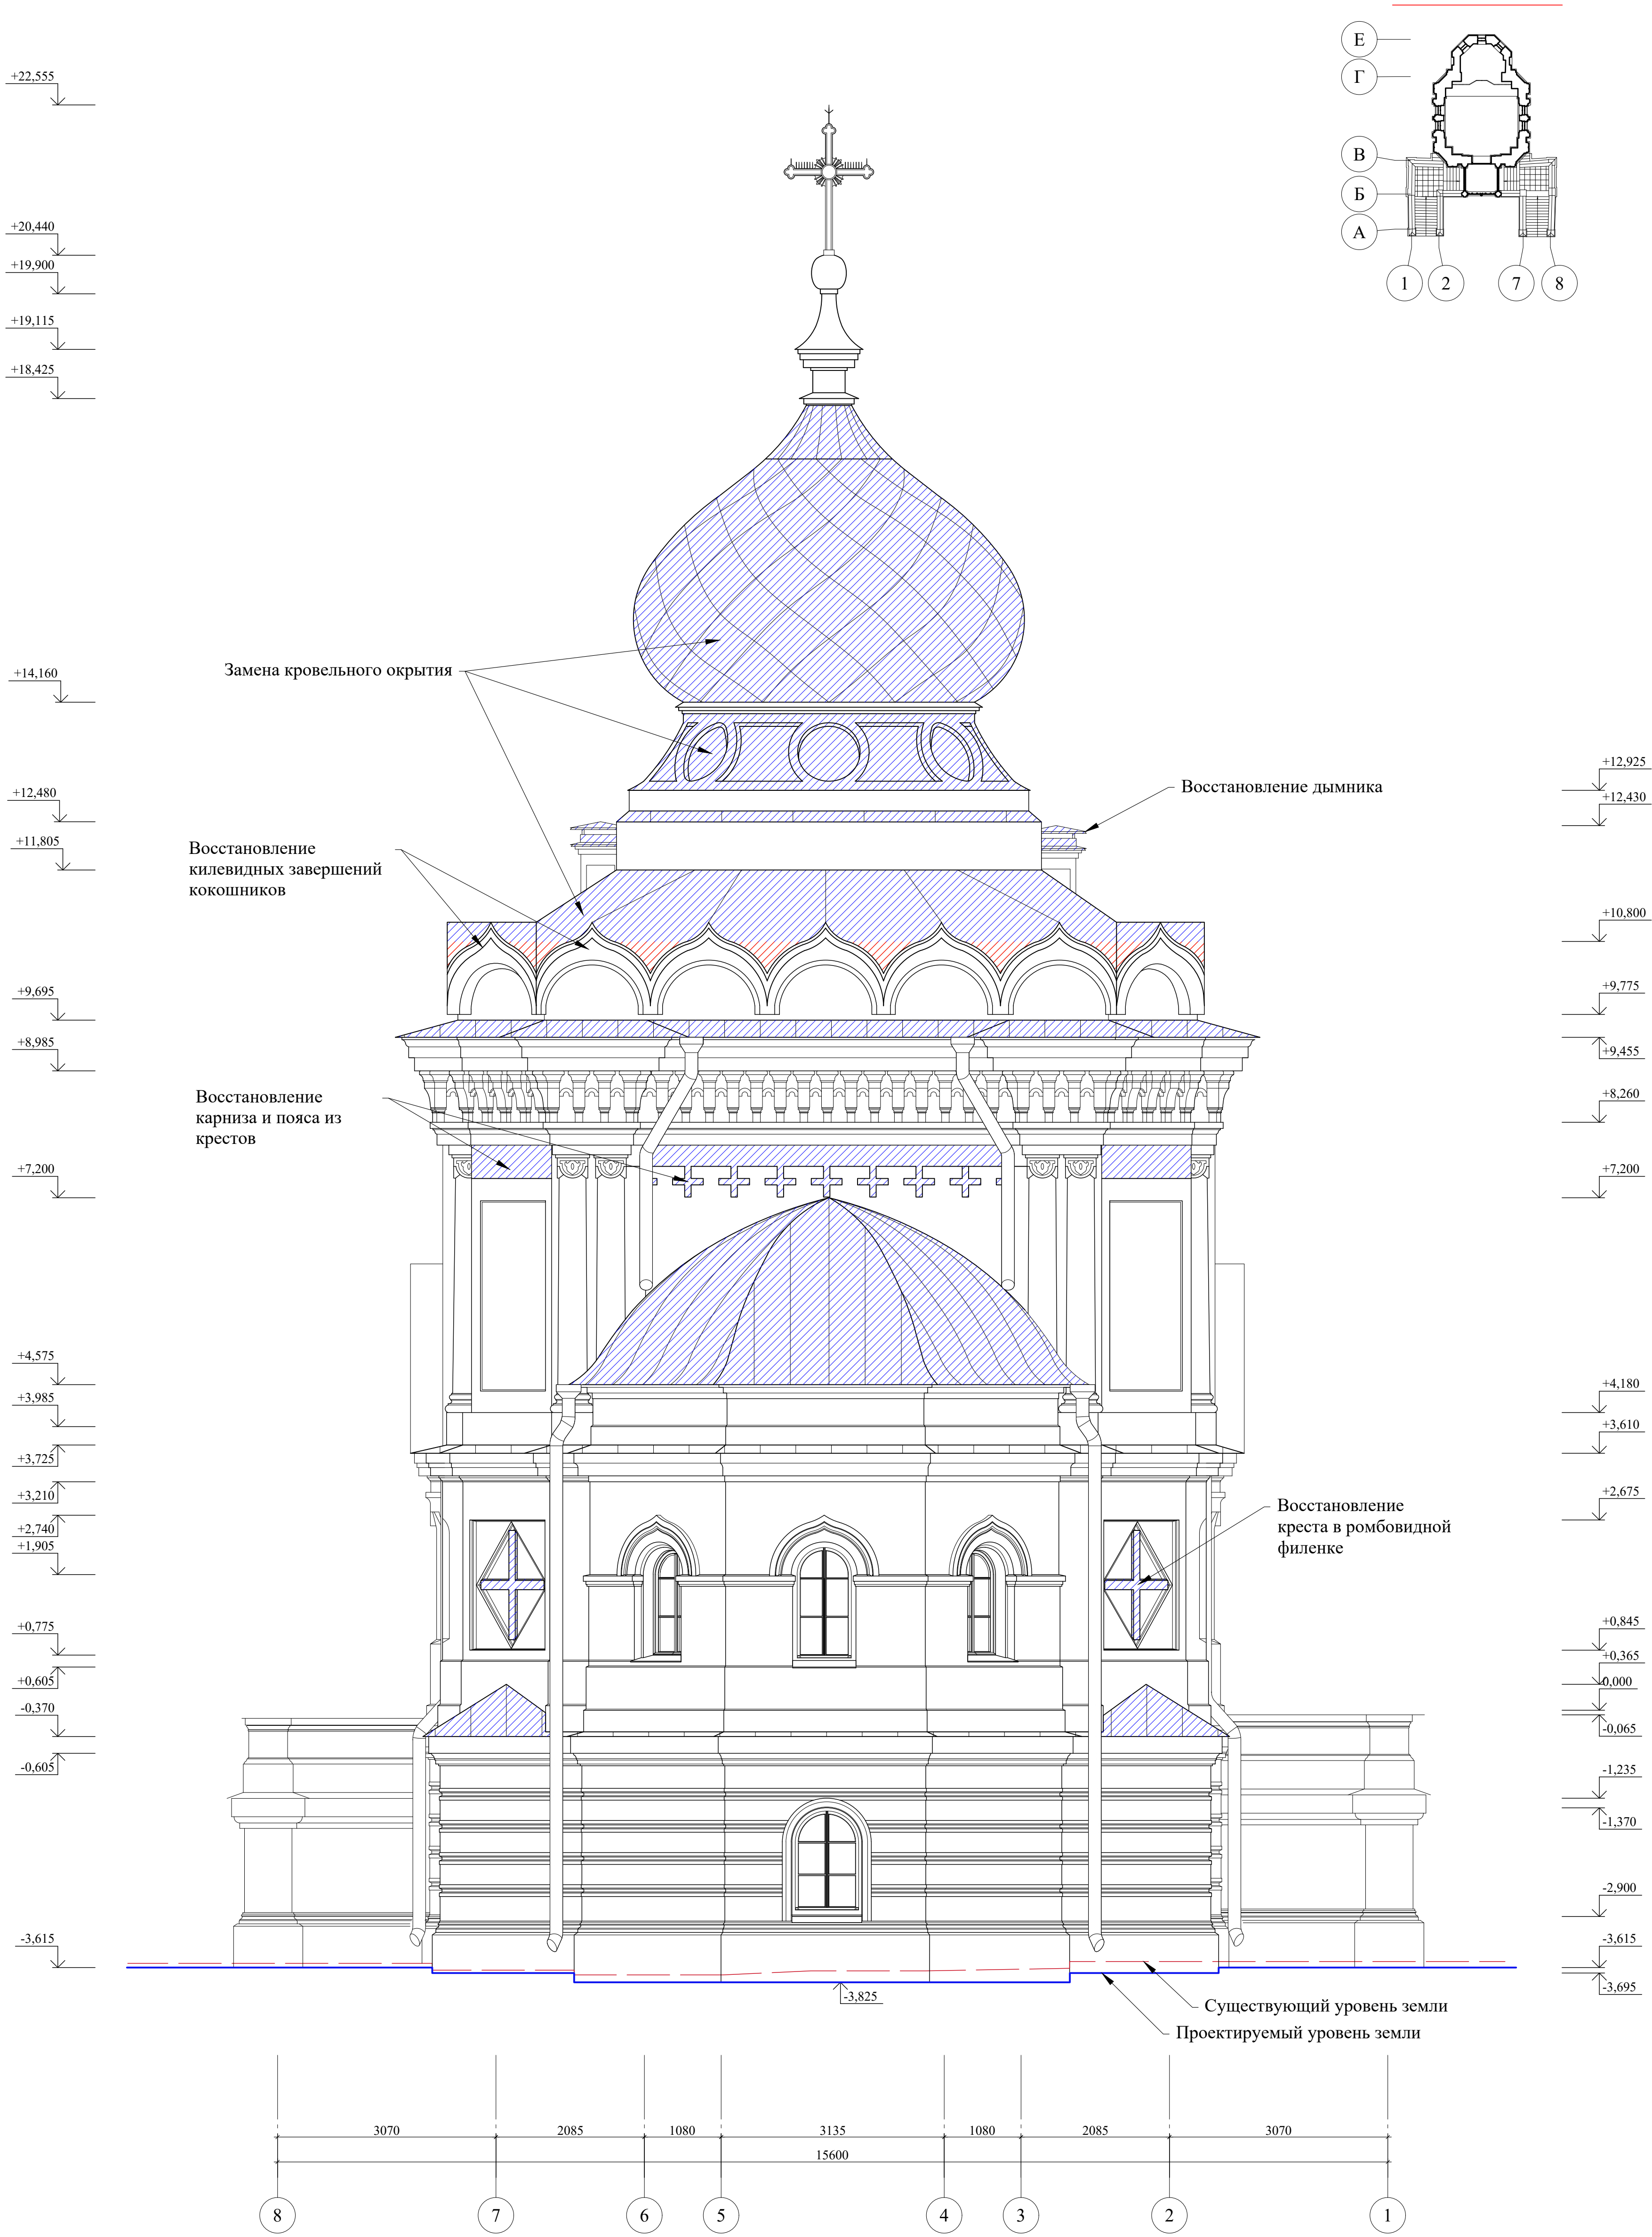 Е
Г
В
Б
А
1 2 7 8
+22,555
+20,440
+19,900
+19,115
+18,425
+14,160
+12,480
+11,805
+9,695
+8,985
+7,200
+4,575
+3,985
+3,725
+3,210
+2,740
+1,905
+0,775
+0,605
-0,370
-0,605
-3,615
Замена кровельного окрытия
Восстановление
килевидных завершений
кокошников
Восстановление
карниза и пояса из
крестов
Восстановление дымника
Восстановление
креста в ромбовидной
филенке
+12,925
+12,430
+10,800
+9,775
+9,455
+8,260
+7,200
+4,180
+3,610
+2,675
+0,845
+0,365
0,000
-0,065
-1,235
-1,370
-2,900
-3,615
-3,695
-3,825
Существующий уровень земли
Проектируемый уровень земли
3070 2085 1080 3135 1080 2085 3070
15600
8 7 6 5 4 3 2 1